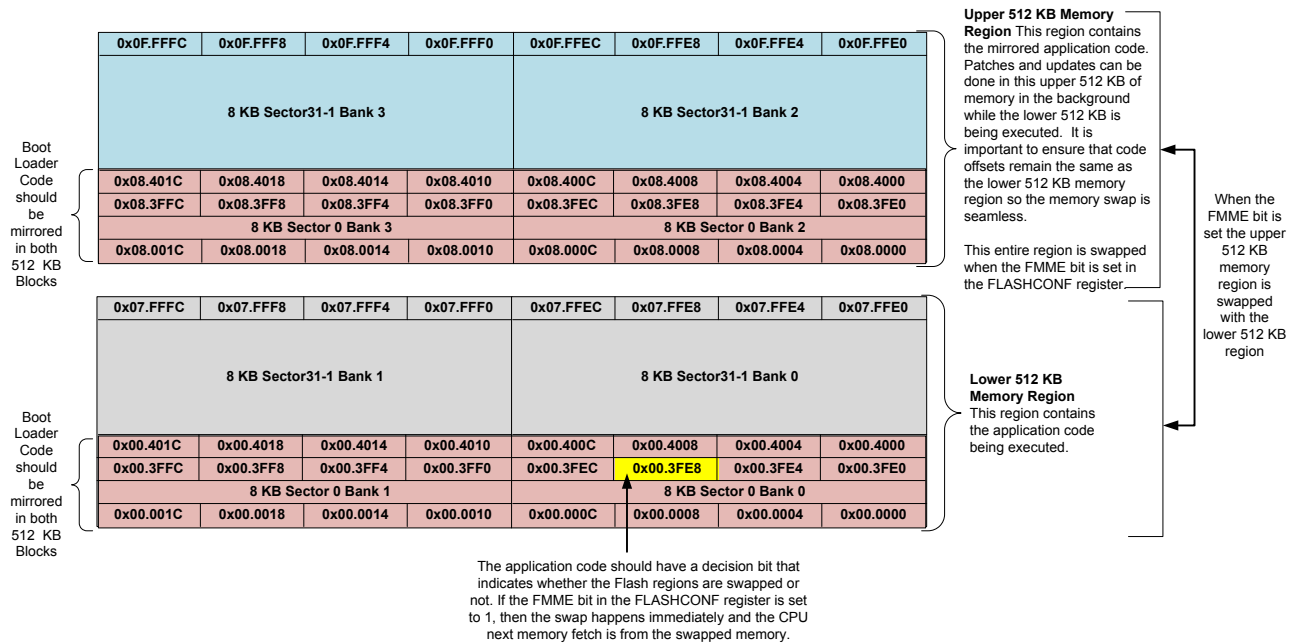 0x0F.FFFC 0x0F.FFF8 0x0F.FFF4 0x0F.FFF0 0x0F.FFEC 0x0F.FFE8 0x0F.FFE4 0x0F.FFE0
8 KB Sector31-1 Bank 3 8 KB Sector31-1 Bank 2
0x08.401C 0x08.4018 0x08.4014 0x08.4010 0x08.400C 0x08.4008 0x08.4004 0x08.4000
0x08.3FFC 0x08.3FF8 0x08.3FF4 0x08.3FF0 0x08.3FEC 0x08.3FE8 0x08.3FE4 0x08.3FE0
8 KB Sector 0 Bank 3 8 KB Sector 0 Bank 2
0x08.001C 0x08.0018 0x08.0014 0x08.0010 0x08.000C 0x08.0008 0x08.0004 0x08.0000
Boot
Loader
Code
should
be
mirrored
in both
512 KB
Blocks
Upper 512 KB Memory
Region This region contains
the mirrored application code.
Patches and updates can be
done in this upper 512 KB of
memory in the background
while the lower 512 KB is
being executed. It is
important to ensure that code
offsets remain the same as
the lower 512 KB memory
region so the memory swap is
seamless.
This entire region is swapped
when the FMME bit is set in
the FLASHCONF register.
When the
FMME bit is
set the upper
512 KB
memory
region is
swapped
with the
lower 512 KB
region
0x07.FFFC 0x07.FFF8 0x07.FFF4 0x07.FFF0 0x07.FFEC 0x07.FFE8 0x07.FFE4 0x07.FFE0
8 KB Sector31-1 Bank 1 8 KB Sector31-1 Bank 0
0x00.401C 0x00.4018 0x00.4014 0x00.4010 0x00.400C 0x00.4008 0x00.4004 0x00.4000
0x00.3FFC 0x00.3FF8 0x00.3FF4 0x00.3FF0 0x00.3FEC 0x00.3FE8 0x00.3FE4 0x00.3FE0
8 KB Sector 0 Bank 1 8 KB Sector 0 Bank 0
0x00.001C 0x00.0018 0x00.0014 0x00.0010 0x00.000C 0x00.0008 0x00.0004 0x00.0000
Boot
Loader
Code
should
be
mirrored
in both
512 KB
Blocks
Lower 512 KB
Memory Region
This region contains
the application code
being executed.
The application code should have a decision bit that
indicates whether the Flash regions are swapped or
not. If the FMME bit in the FLASHCONF register is set
to 1, then the swap happens immediately and the CPU
next memory fetch is from the swapped memory.